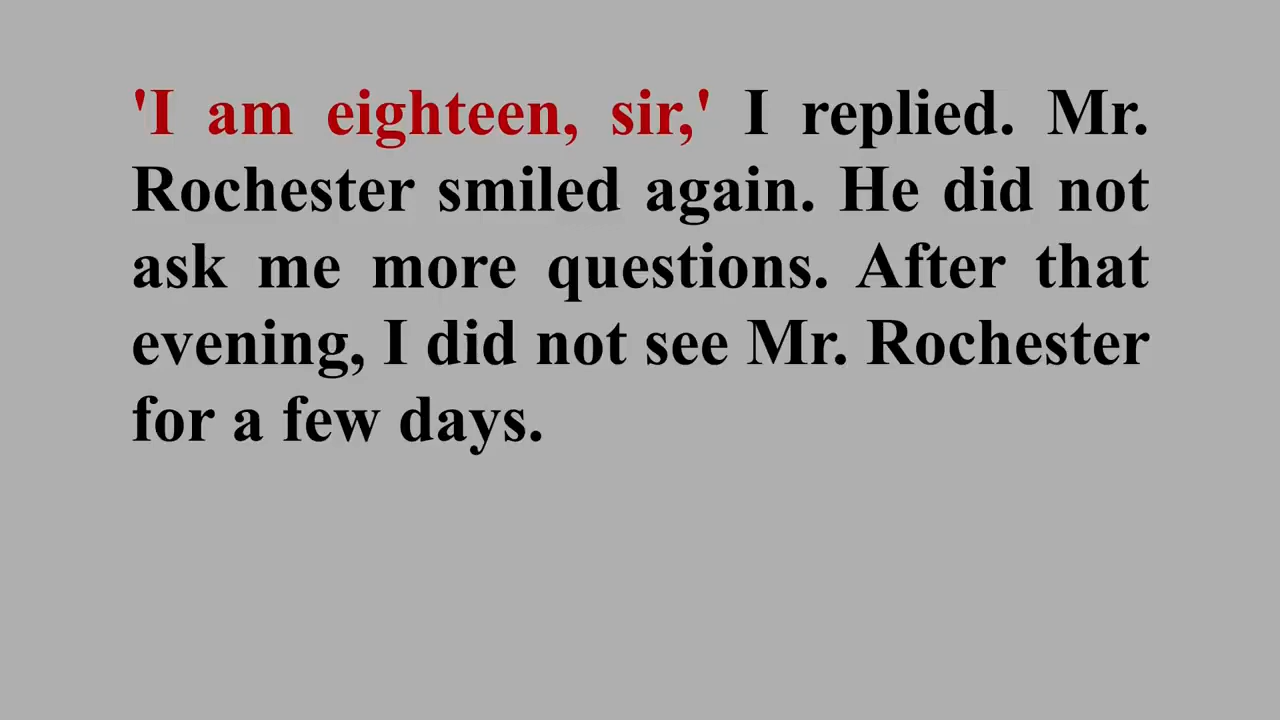 'I am eighteen, sir,' I replied. Mr.
Rochester smiled again. He did not
ask me more questions. After that
evening, I did not see Mr. Rochester
for a few days.